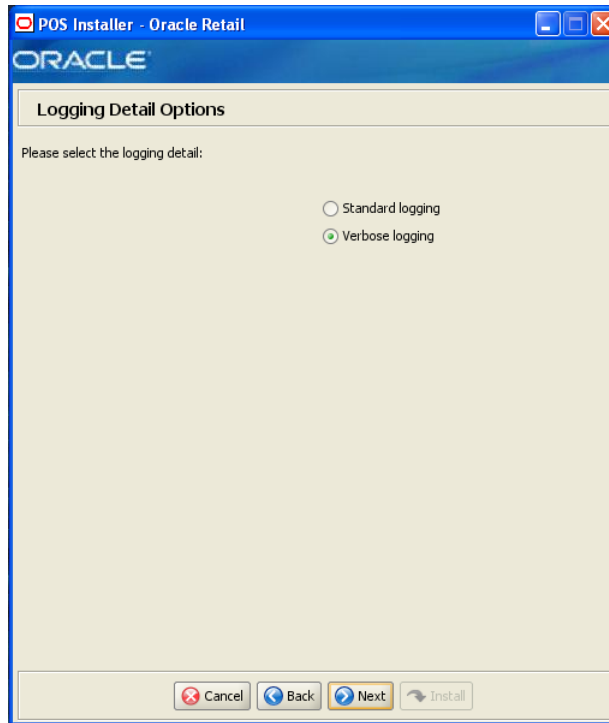 POS Installer - Oracle Retail
ORACLE
Logging Detail Options
Please select the logging detail:
Standard logging
Verbose logging
Cancel Back Next Install